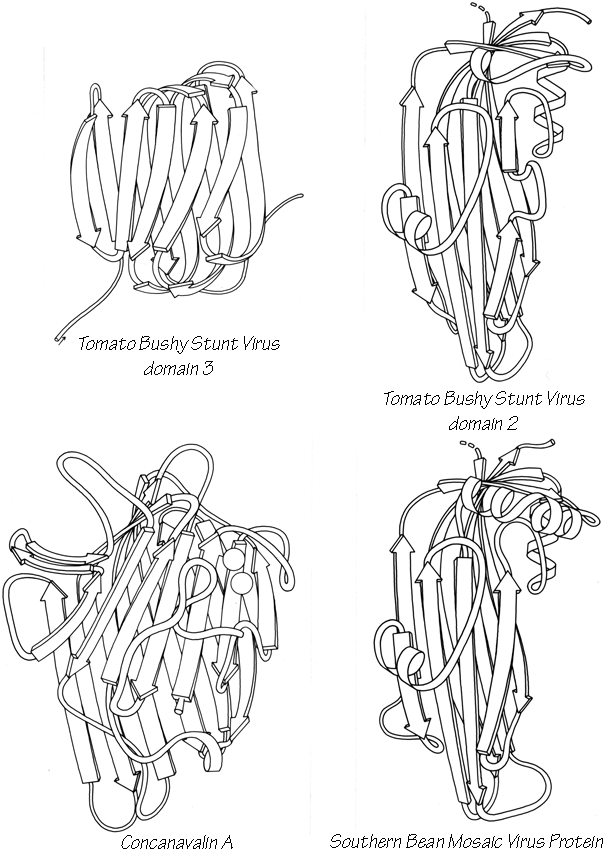 Tomato Bushy Stunt Virus
domain 3
Tomato Bushy Stunt Virus
domain 2
Concanavalin A
Southern Bean Mosaic Virus Protein